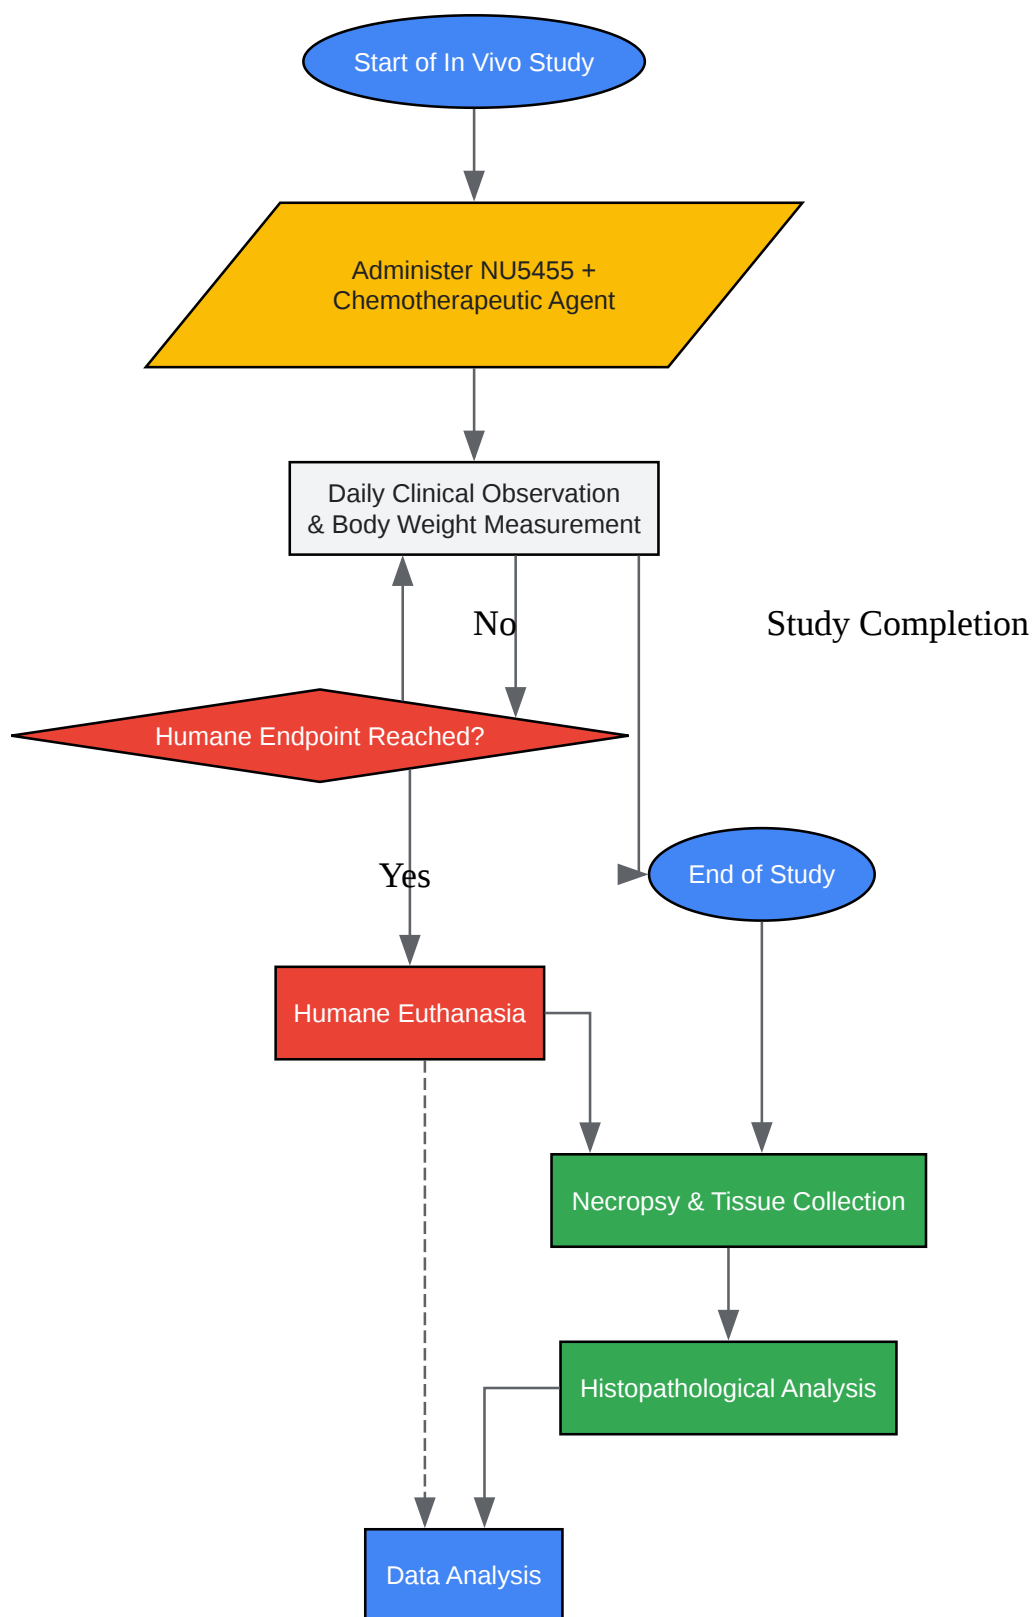 Start of In Vivo Study
Administer NU5455 +
Chemotherapeutic Agent
Daily Clinical Observation
& Body Weight Measurement
No
Study Completion
Humane Endpoint Reached?
Yes
End of Study
Humane Euthanasia
Necropsy & Tissue Collection
Histopathological Analysis
Data Analysis